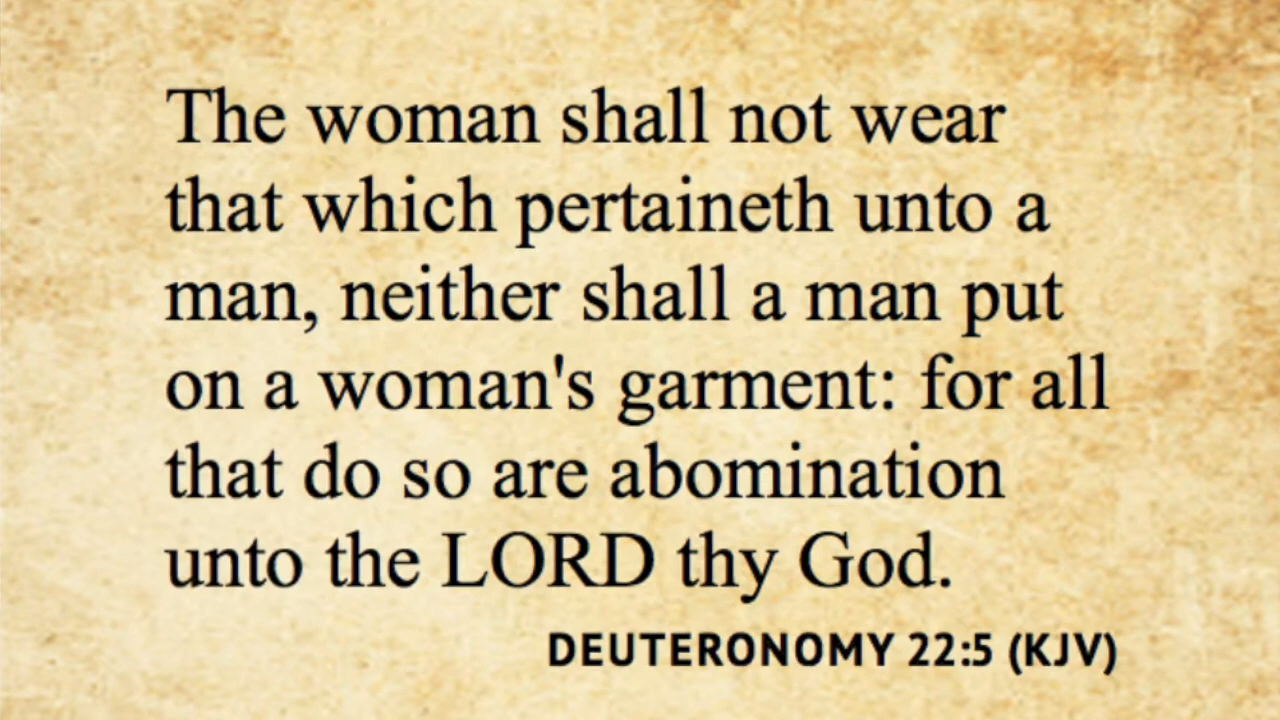 The woman shall not wear
that which pertaineth unto a
man, neither shall a man put
on a woman's garment: for all
that do so are abomination
unto the LORD thy God.
DEUTERONOMY 22:5 (KJV)